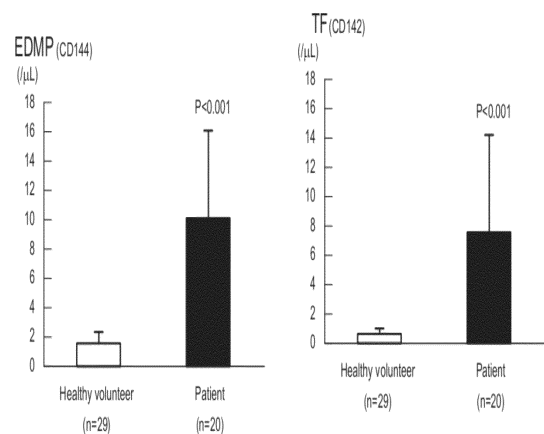 EDMP (CD144)
(/μL)
18
16
14
12
10
8
6
4
2
0
P<0.001
Healthy volunteer
(n=29)
Patient
(n=20)
TF (CD142)
(/μL)
18
16
14
12
10
8
6
4
2
0
P<0.001
Healthy volunteer
(n=29)
Patient
(n=20)